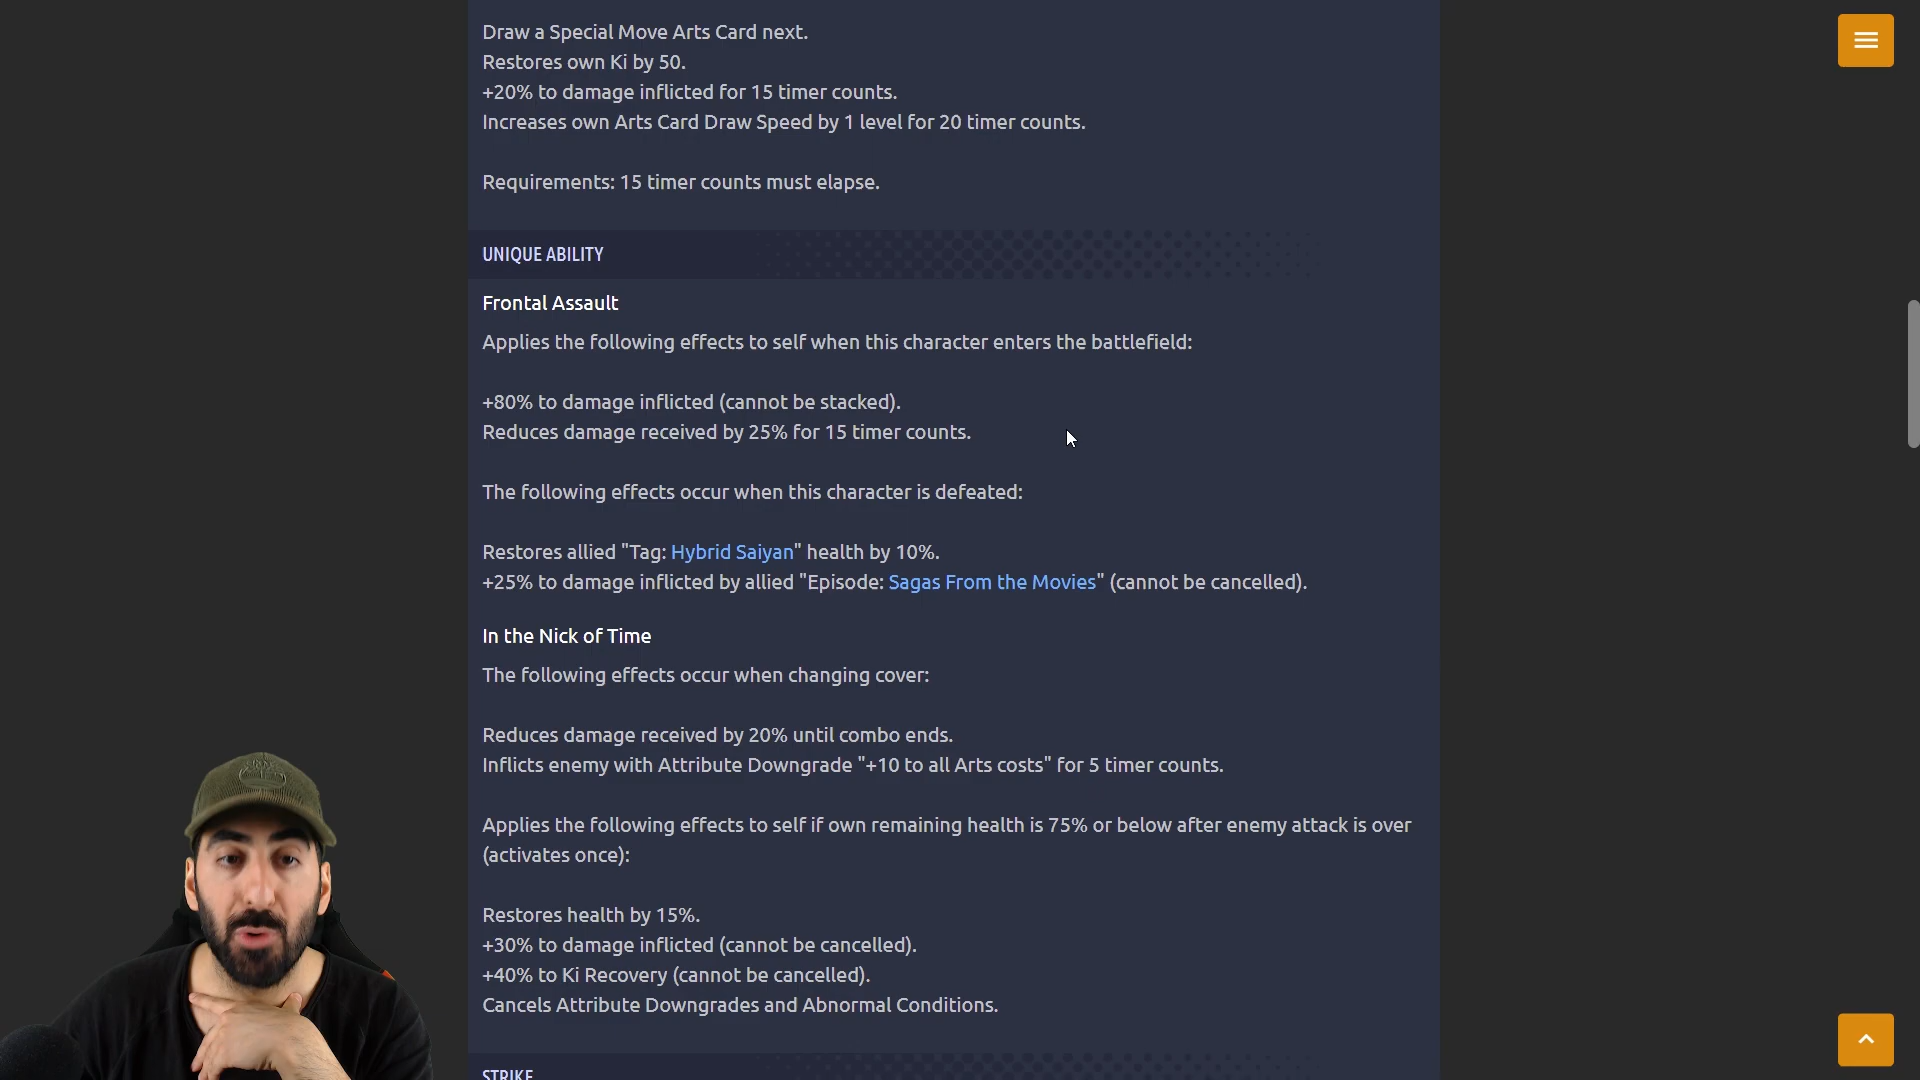 Draw a Special Move Arts Card next.
Restores own Ki by 50.
+20% to damage inflicted for 15 timer counts.
Increases own Arts Card Draw Speed by 1 level for 20 timer counts.
Requirements: 15 timer counts must elapse.
UNIQUE ABILITY
Frontal Assault
Applies the following effects to self when this character enters the battlefield:
+80% to damage inflicted (cannot be stacked).
Reduces damage received by 25% for 15 timer counts.
The following effects occur when this character is defeated:
Restores allied "Tag: Hybrid Saiyan" health by 10%.
+25% to damage inflicted by allied "Episode: Sagas From the Movies" (cannot be cancelled).
In the Nick of Time
The following effects occur when changing cover:
Reduces damage received by 20% until combo ends.
Inflicts enemy with Attribute Downgrade "+10 to all Arts costs" for 5 timer counts.
Applies the following effects to self if own remaining health is 75% or below after enemy attack is over
(activates once):
Restores health by 15%.
+30% to damage inflicted (cannot be cancelled).
+40% to Ki Recovery (cannot be cancelled).
Cancels Attribute Downgrades and Abnormal Conditions.
STRIKE